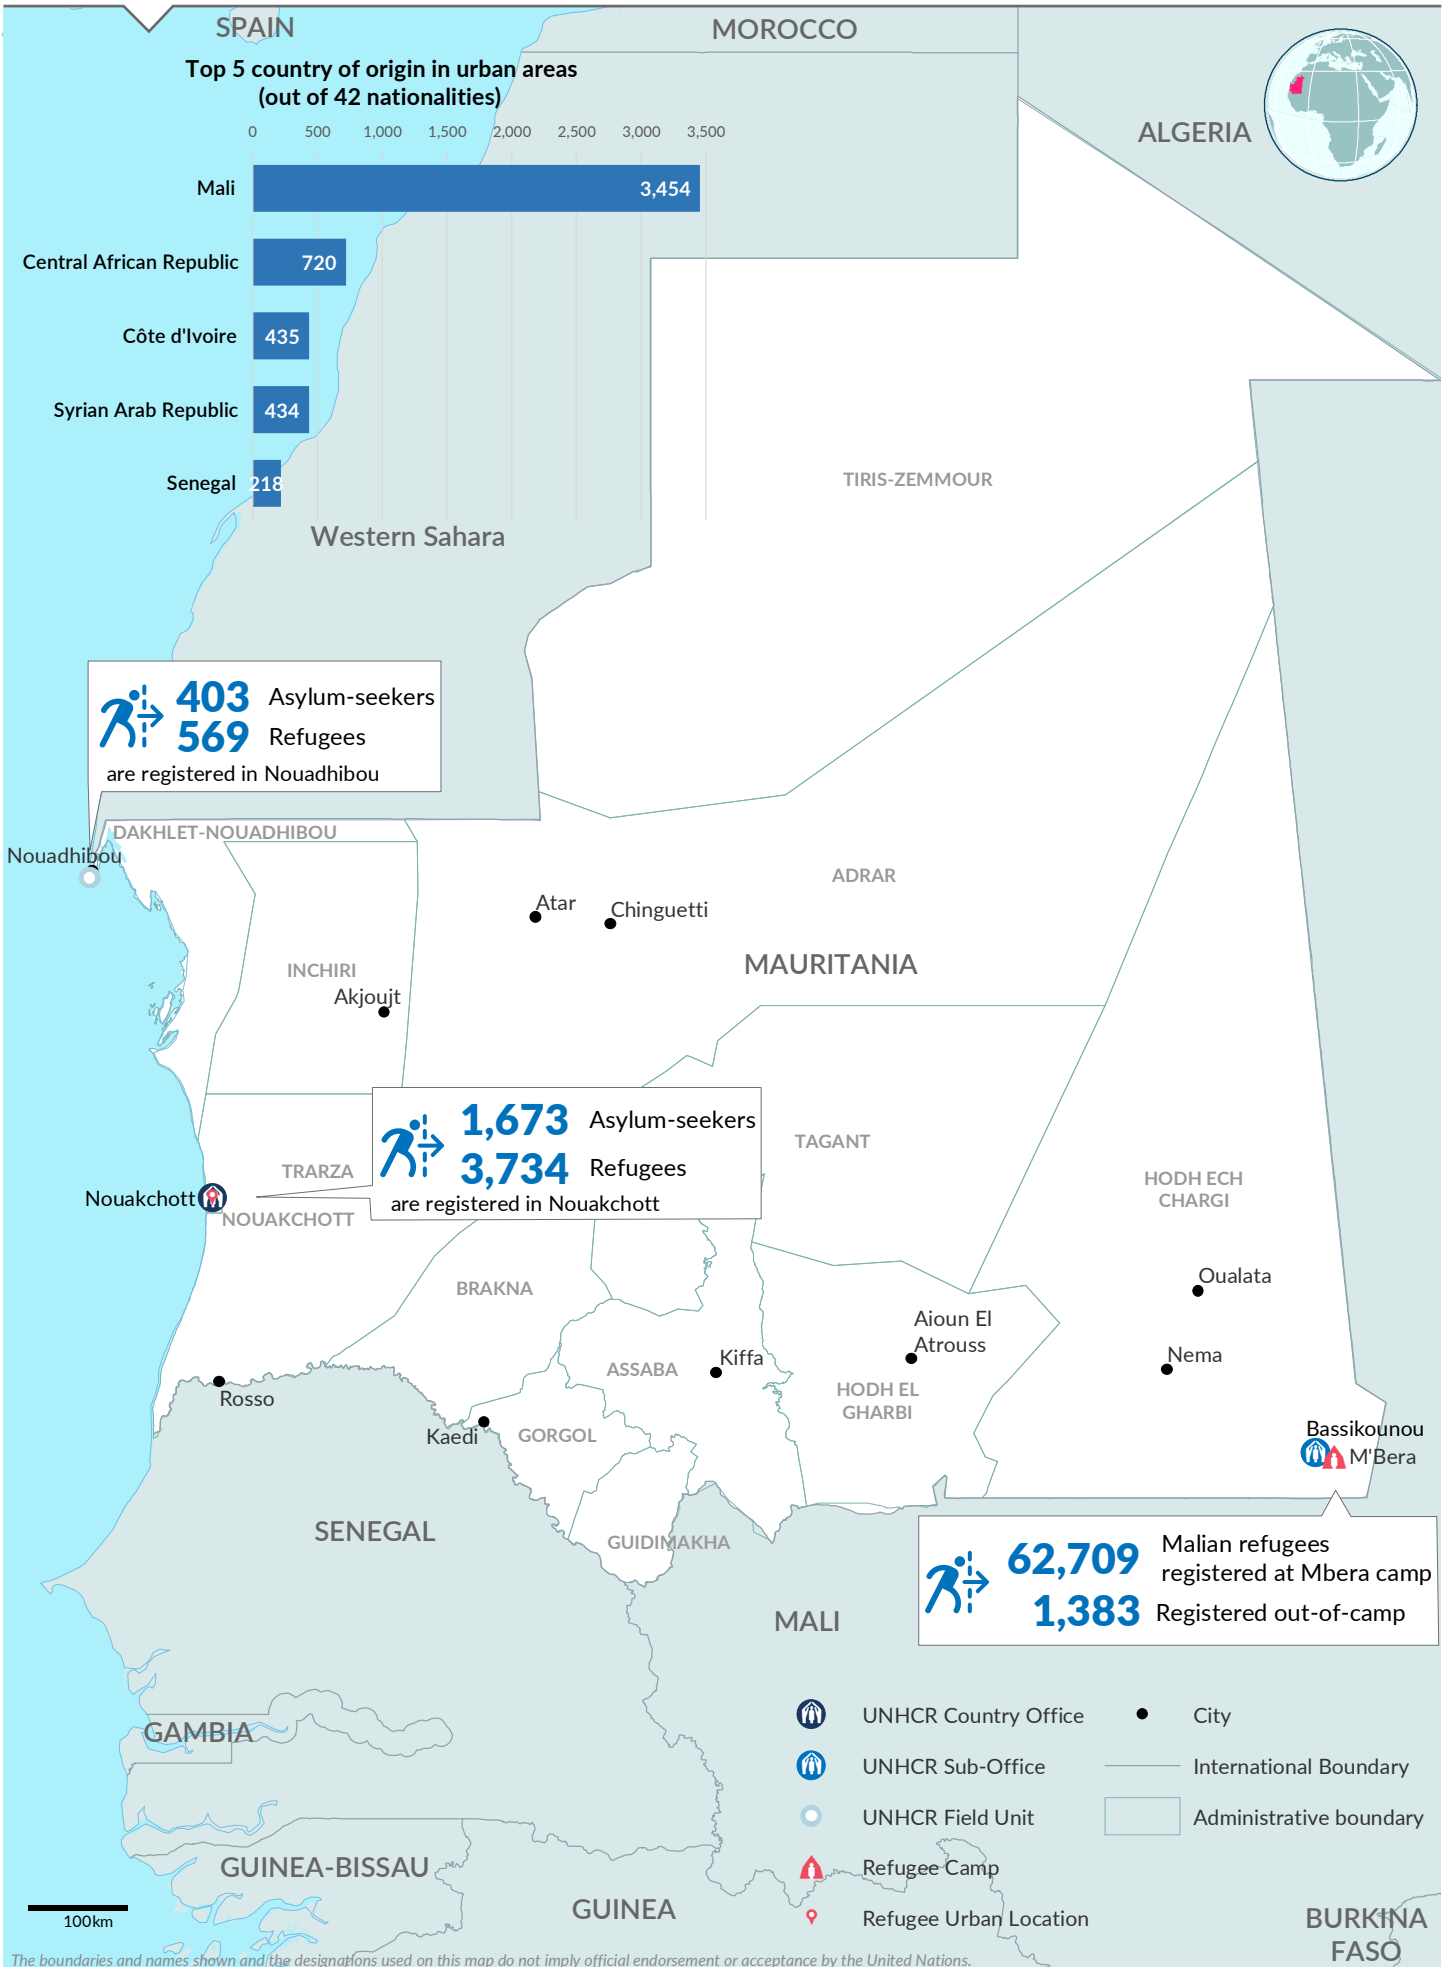 SPAIN
MOROCCO
Top 5 country of origin in urban areas
(out of 42 nationalities)
ALGERIA
0 500 1,000 1,500 2,000 2,500 3,000 3,500
Mali 3,454
Central African Republic 720
Côte d'Ivoire 435
Syrian Arab Republic 434
Senegal 218
TIRIS-ZEMMOUR
Western Sahara
403 Asylum-seekers
569 Refugees
are registered in Nouadhibou
DAKHLET-NOUADHIBOU
Nouadhibou
ADRAR
Atar
Chinguetti
MAURITANIA
INCHIRI
Akjoujt
1,673 Asylum-seekers
3,734 Refugees
are registered in Nouakchott
TAGANT
TRARZA
HODH ECH
CHARGI
Nouakchott
NOUAKCHOTT
Oualata
BRAKNA
Aioun El
Atrouss
Nema
Kiffa
ASSABA
HODH EL
GHARBI
Rosso
Kaedi
GORGOL
Bassikounou
M'Bera
SENEGAL
GUIDIMAKHA
62,709 Malian refugees
registered at Mbera camp
1,383 Registered out-of-camp
MALI
UNHCR Country Office
City
GAMBIA
UNHCR Sub-Office
International Boundary
UNHCR Field Unit
Administrative boundary
GUINEA-BISSAU
Refugee Camp
GUINEA
Refugee Urban Location
BURKINA
FASO
100km
The boundaries and names shown and the designations used on this map do not imply official endorsement or acceptance by the United Nations.